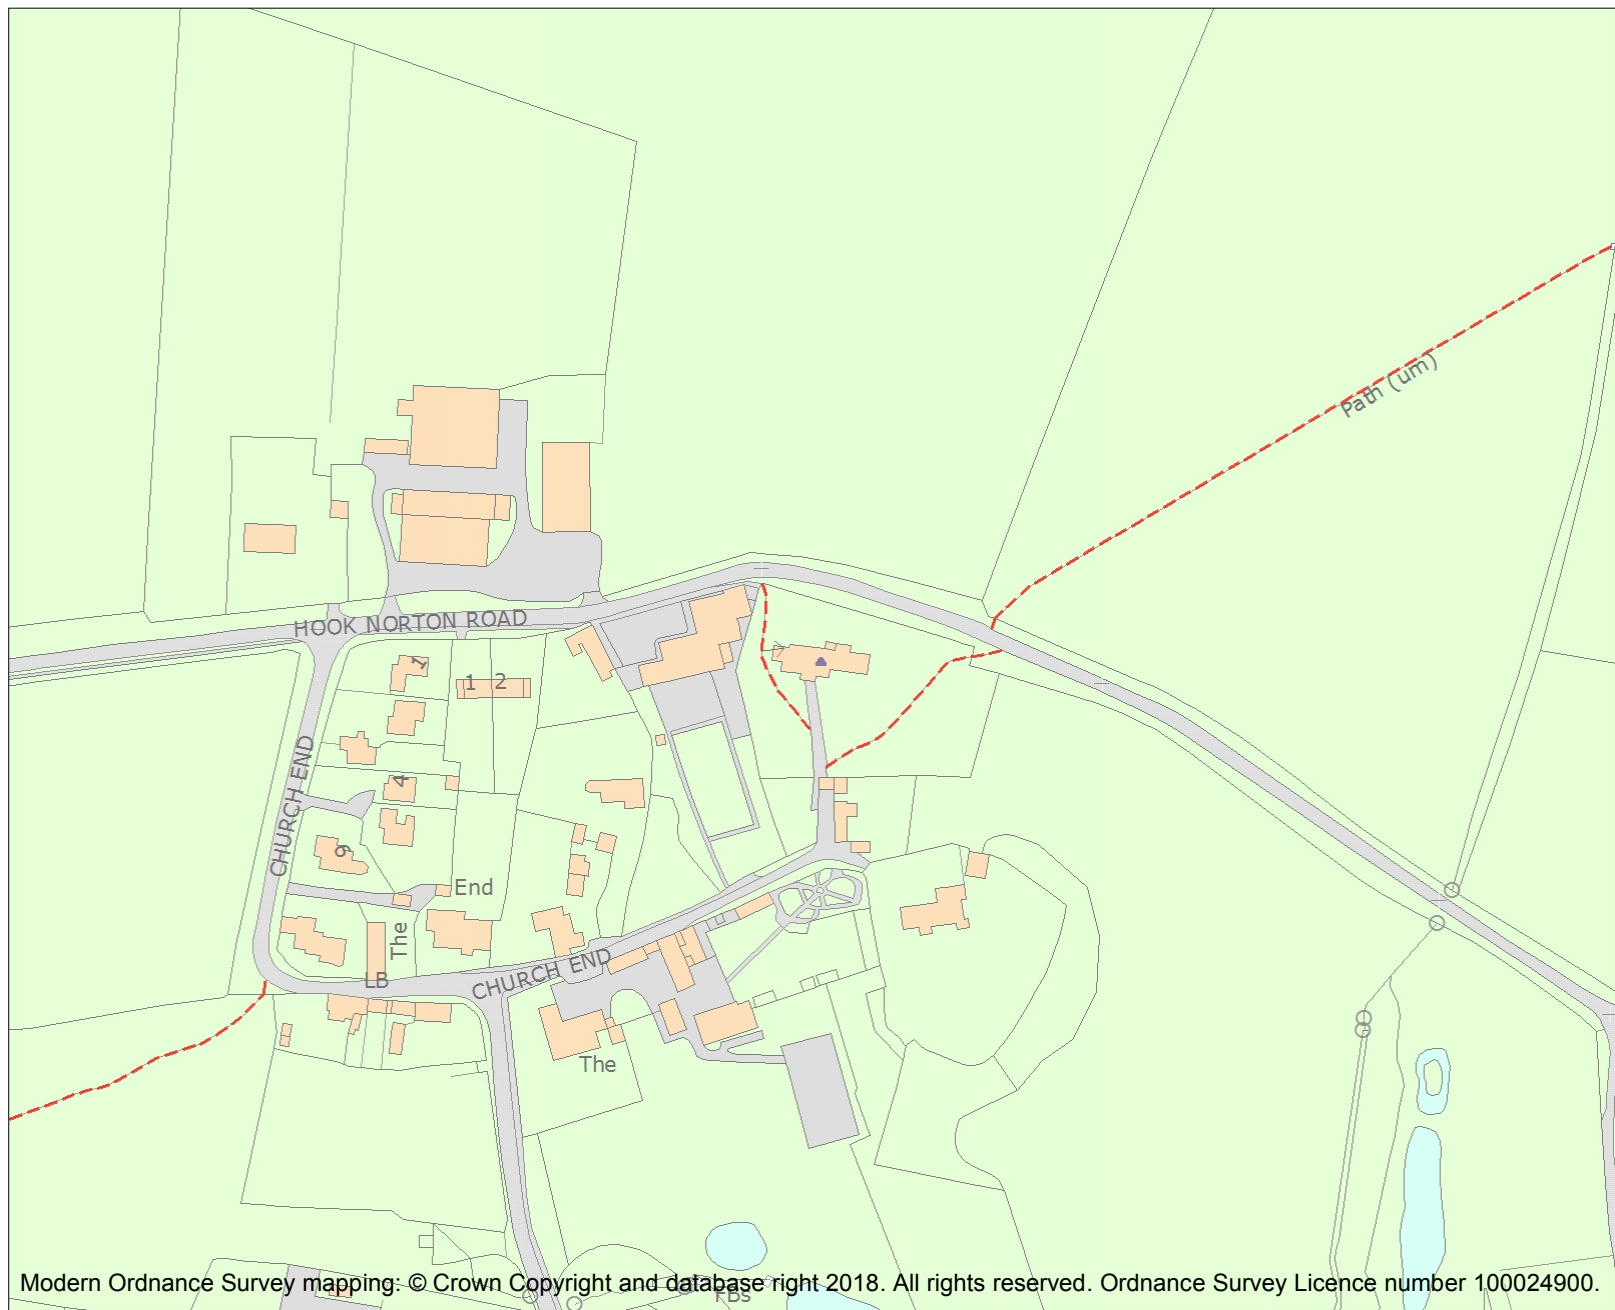 Path (um)
HOOK NORTON ROAD
1
1 2
CHURCH END
4
6
End
The
LB
CHURCH END
The
FBs
Modern Ordnance Survey mapping: © Crown Copyright and database right 2018. All rights reserved. Ordnance Survey Licence number 100024900.